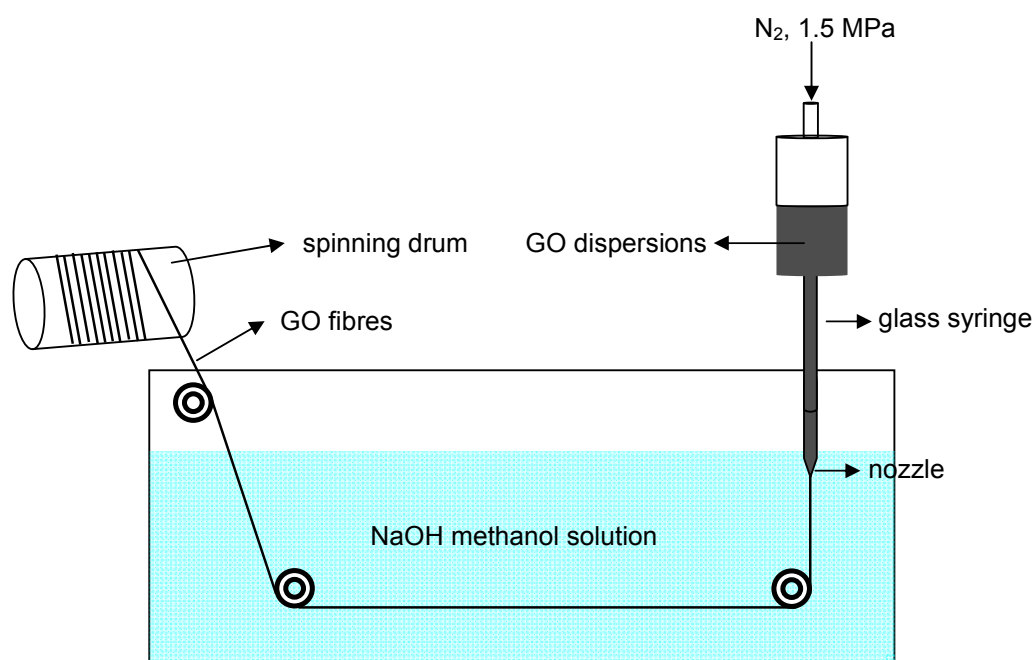 N₂, 1.5 MPa
spinning drum
GO dispersions
GO fibres
glass syringe
nozzle
NaOH methanol solution